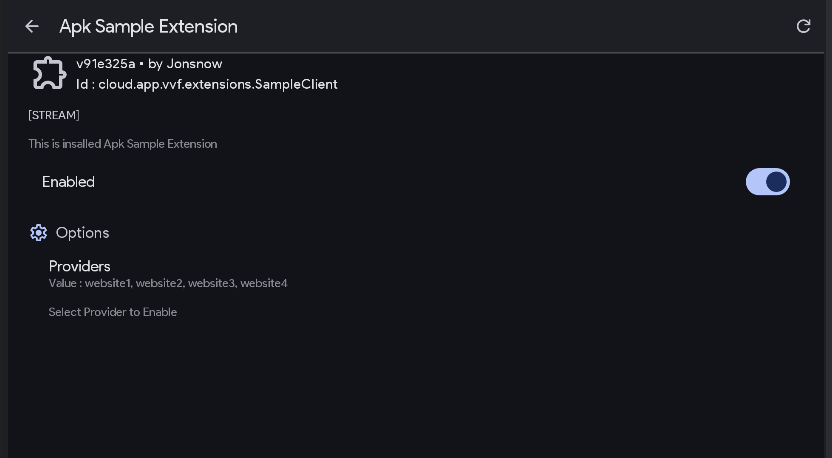 Apk Sample Extension
v91e325a • by Jonsnow
Id : cloud.app.vvf.extensions.SampleClient
[STREAM]
This is insalled Apk Sample Extension
Enabled
Options
Providers
Value : website1, website2, website3, website4
Select Provider to Enable